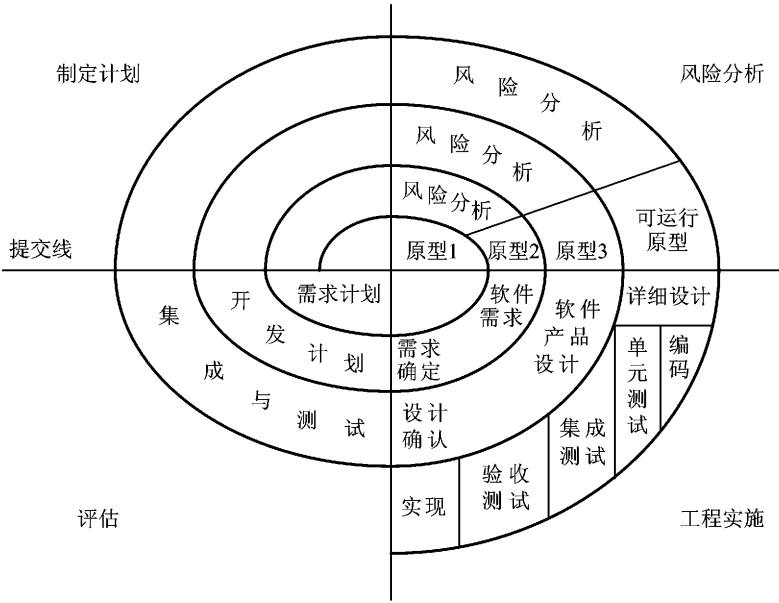 制定计划
风险分析
风险分析
风险分析
风险分析
提交线
原型1
原型2
原型3
可运行
原型
需求计划
开发计划
集成与测试
软件
需求
软件
产品
设计
详细设计
需求
确定
设计
确认
单元测试
编码
集成
测试
验收
测试
实现
评估
工程实施